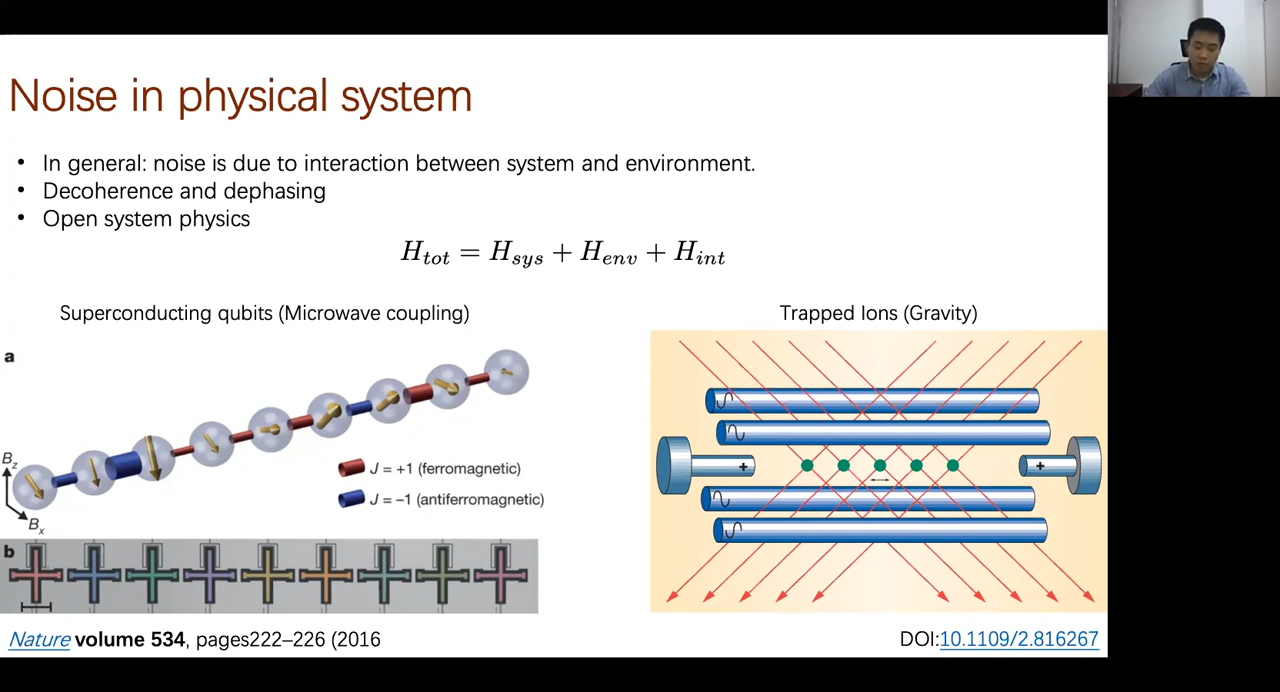 Noise in physical system
• In general: noise is due to interaction between system and environment.
• Decoherence and dephasing
• Open system physics
H_tot = H_sys + H_env + H_int
Superconducting qubits (Microwave coupling)
Trapped Ions (Gravity)
a
B_z
B_x
J = +1 (ferromagnetic)
J = −1 (antiferromagnetic)
b
+
+
Nature volume 534, pages222–226 (2016
DOI:10.1109/2.816267